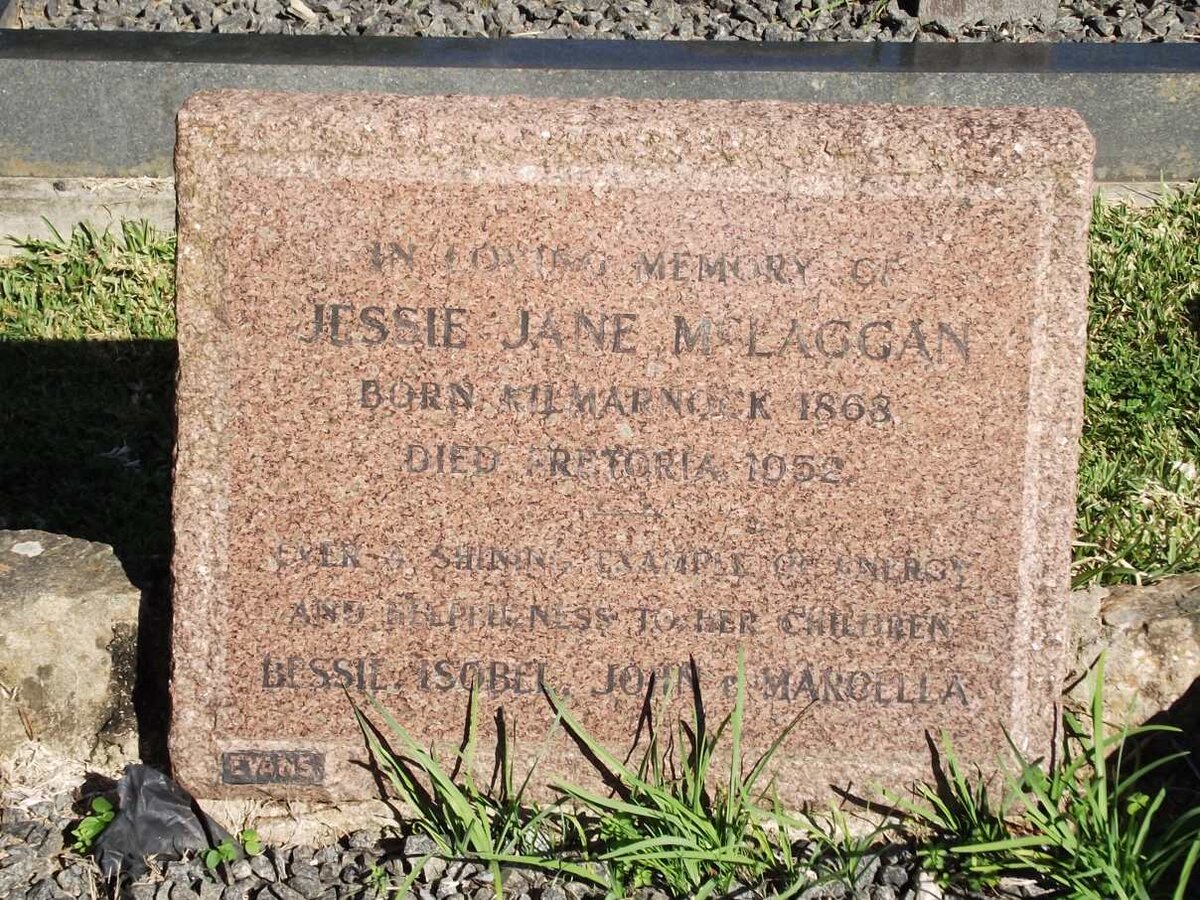 IN LOVING MEMORY OF
JESSIE JANE McLAGGAN
BORN KILMARNOCK 1863.
DIED PRETORIA, 1952.
EVER A SHINING EXAMPLE OF ENERGY
AND HELPFULNESS TO HER CHILDREN
BESSIE, ISOBEL, JOHN & MARCELLA
EVANS